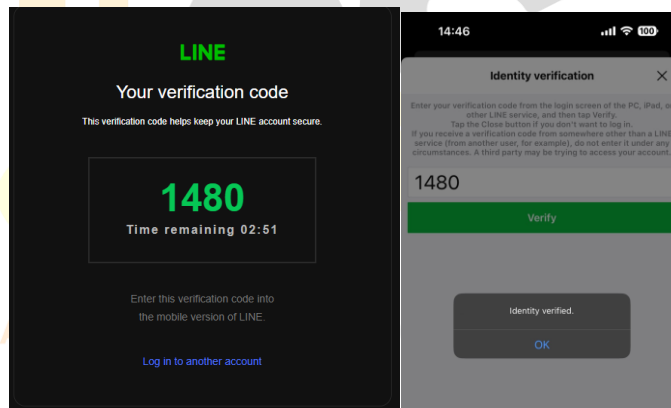 LINE
Your verification code
This verification code helps keep your LINE account secure.
1480
Time remaining 02:51
Enter this verification code into
the mobile version of LINE.
Log in to another account
14:46
100
Identity verification
Enter your verification code from the login screen of the PC, iPad, or
other LINE service, and then tap Verify.
Tap the Close button if you don't want to log in.
If you receive a verification code from somewhere other than a LINE
service (from another user, for example), do not enter it under any
circumstances. A third party may be trying to access your account.
1480
Verify
Identity verified.
OK